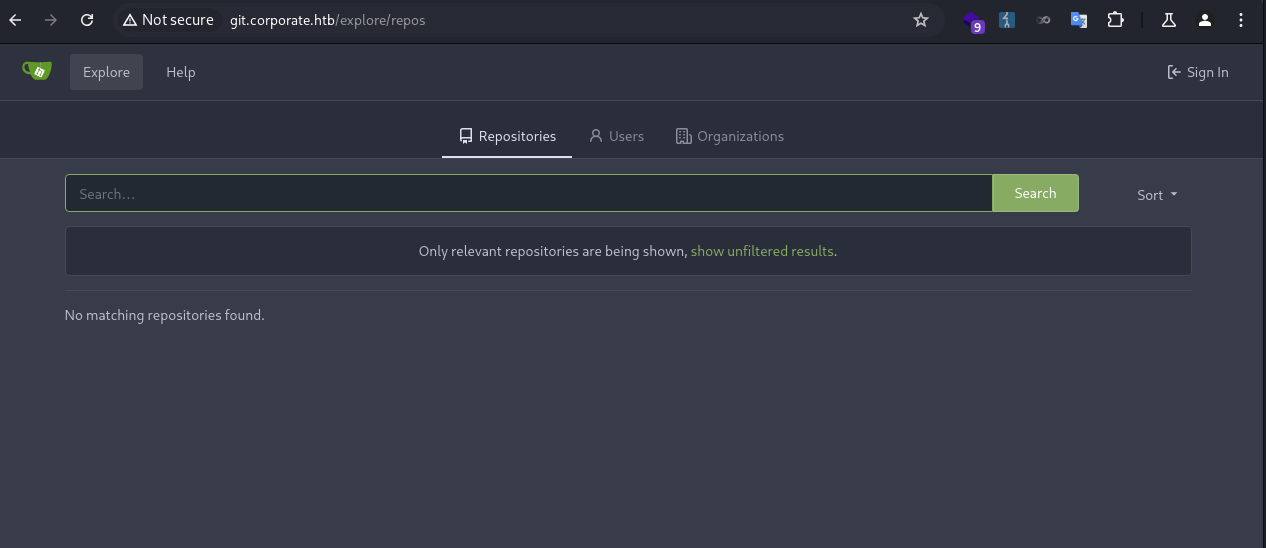 Not secure git.corporate.htb/explore/repos 9
Explore Help Sign In
Repositories Users Organizations
Search... Search Sort
Only relevant repositories are being shown, show unfiltered results.
No matching repositories found.